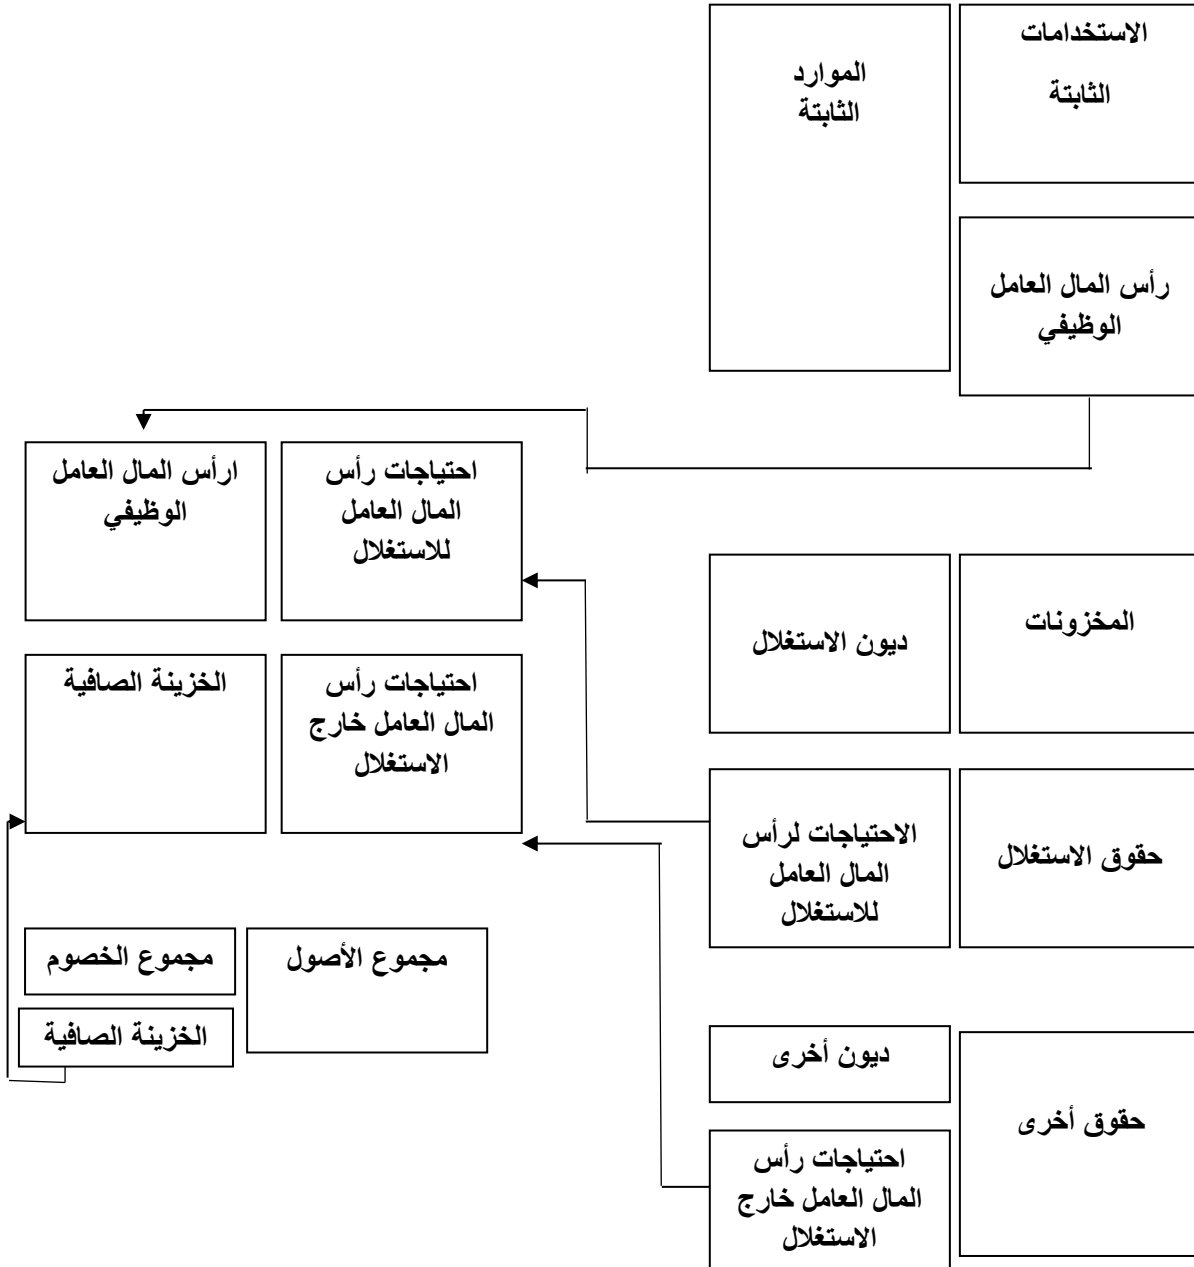 الاستخدامات
الثابتة
الموارد
الثابتة
رأس المال العامل
الوظيفي
احتياجات رأس
المال العامل
للاستغلال
ارأس المال العامل
الوظيفي
المخزونات
ديون الاستغلال
احتياجات رأس
المال العامل خارج
الاستغلال
الخزينة الصافية
حقوق الاستغلال
الاحتياجات لرأس
المال العامل
للاستغلال
مجموع الأصول
مجموع الخصوم
الخزينة الصافية
حقوق أخرى
ديون أخرى
احتياجات رأس
المال العامل خارج
الاستغلال